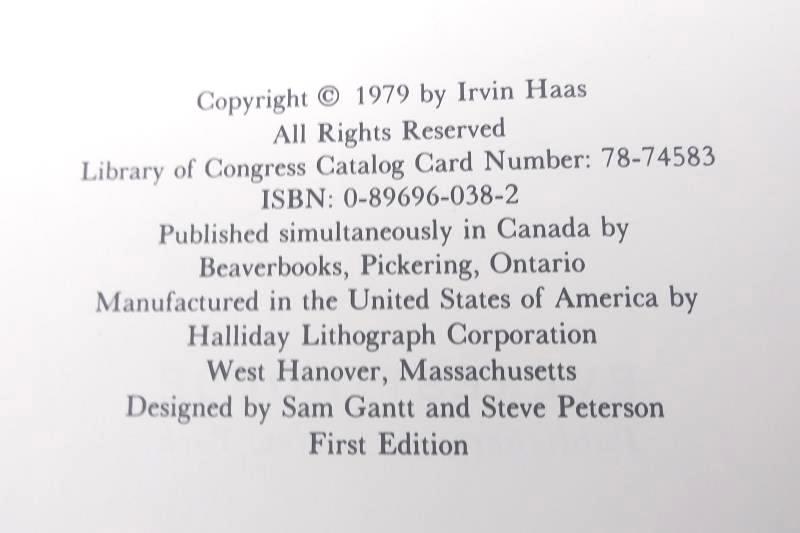 Copyright © 1979 by Irvin Haas
All Rights Reserved
Library of Congress Catalog Card Number: 78-74583
ISBN: 0-89696-038-2
Published simultaneously in Canada by
Beaverbooks, Pickering, Ontario
Manufactured in the United States of America by
Halliday Lithograph Corporation
West Hanover, Massachusetts
Designed by Sam Gantt and Steve Peterson
First Edition